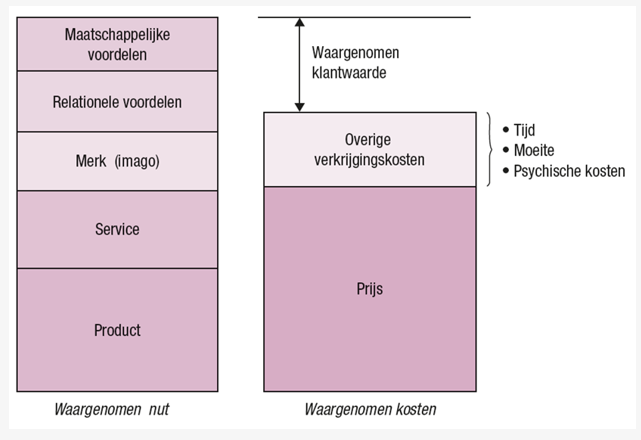 Maatschappelijke
voordelen
Relationele voordelen
Merk (imago)
Service
Product
Waargenomen nut
Waargenomen
klantwaarde
Overige
verkrijgingskosten
• Tijd
• Moeite
• Psychische kosten
Prijs
Waargenomen kosten